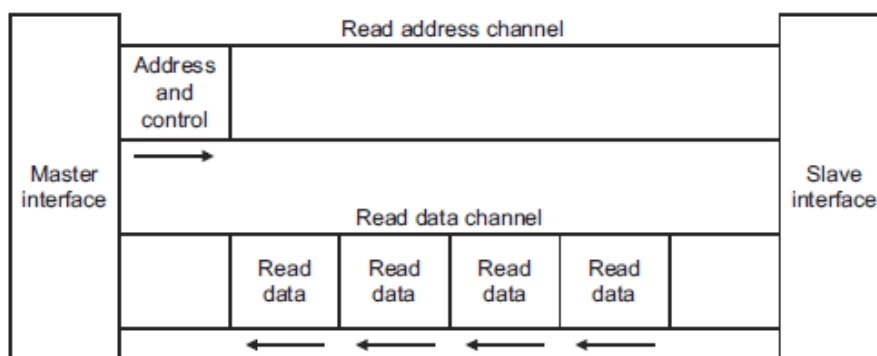 Read address channel
Address
and
control
Master
interface
Slave
interface
Read data channel
Read
data
Read
data
Read
data
Read
data